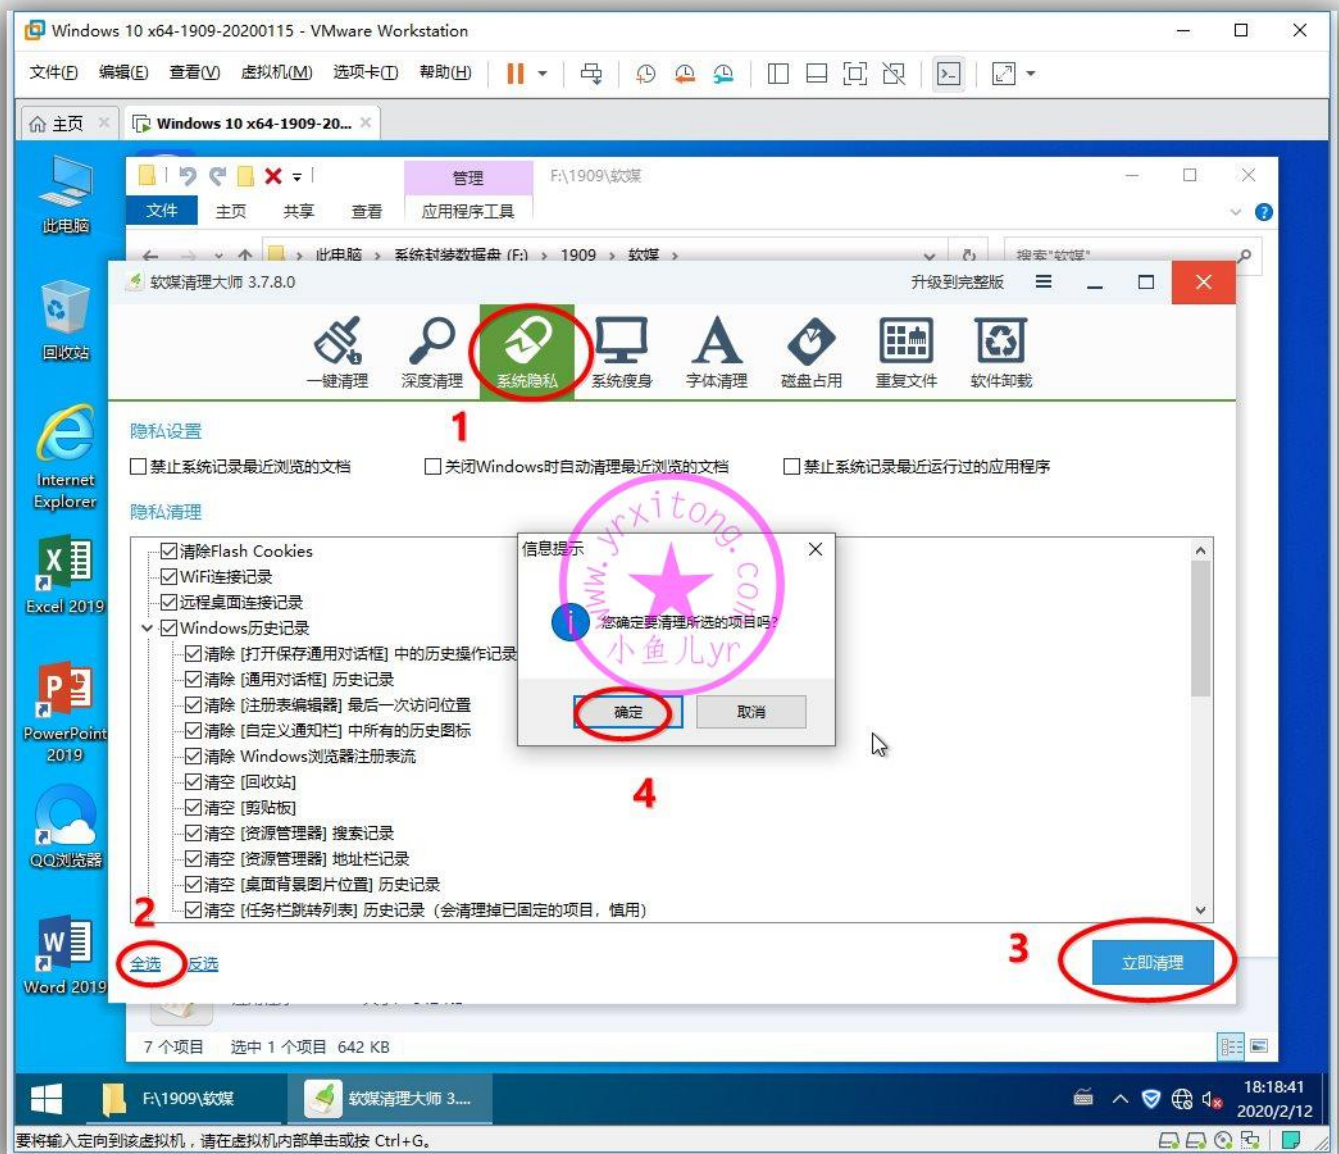 Windows 10 x64-1909-20200115 - VMware Workstation
文件(F) 编辑(E) 查看(V) 虚拟机(M) 选项卡(T) 帮助(H)
主页 Windows 10 x64-1909-20...
管理 F:\1909\软媒
文件 主页 共享 查看 应用程序工具
此电脑 系统封装数据盘 (F:) 1909 软媒 搜索"软媒"
软媒清理大师 3.7.8.0 升级到完整版
一键清理 深度清理 系统隐私 系统瘦身 字体清理 磁盘占用 重复文件 软件卸载
1
隐私设置
禁止系统记录最近浏览的文档 关闭Windows时自动清理最近浏览的文档 禁止系统记录最近运行过的应用程序
隐私清理
清除Flash Cookies
WiFi连接记录
远程桌面连接记录
Windows历史记录
清除 [打开保存通用对话框] 中的历史操作记录
清除 [通用对话框] 历史记录
清除 [注册表编辑器] 最后一次访问位置
清除 [自定义通知栏] 中所有的历史图标
清除 Windows浏览器注册表流
清空 [回收站]
清空 [剪贴板]
清空 [资源管理器] 搜索记录
清空 [资源管理器] 地址栏记录
清空 [桌面背景图片位置] 历史记录
清空 [任务栏跳转列表] 历史记录（会清理掉已固定的项目，慎用）
信息提示
您确定要清理所选的项目吗?
确定 取消
4
www.yrxitong.com
小鱼儿yr
2
全选 反选
3
立即清理
此电脑
回收站
Internet
Explorer
Excel 2019
PowerPoint
2019
QQ浏览器
Word 2019
7 个项目 选中 1 个项目 642 KB
F:\1909\软媒 软媒清理大师 3.... 18:18:41
2020/2/12
要将输入定向到该虚拟机，请在虚拟机内部单击或按 Ctrl+G。